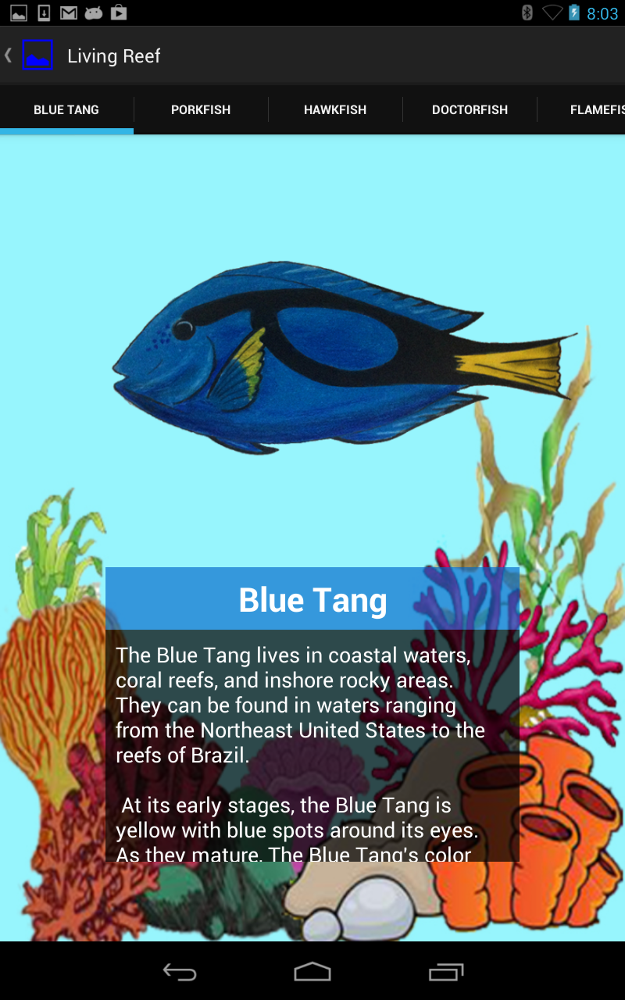 8:03
Living Reef
BLUE TANG
PORKFISH
HAWKFISH
DOCTORFISH
FLAMEFIS
Blue Tang
The Blue Tang lives in coastal waters,
coral reefs, and inshore rocky areas.
They can be found in waters ranging
from the Northeast United States to the
reefs of Brazil.
At its early stages, the Blue Tang is
yellow with blue spots around its eyes.
As they mature, The Blue Tang's color